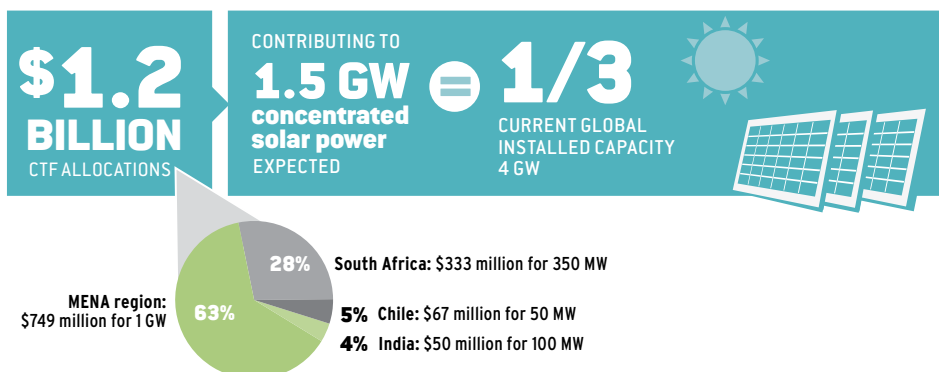 $1.2
BILLION
CTF ALLOCATIONS
CONTRIBUTING TO
1.5 GW
concentrated
solar power
EXPECTED
=
1/3
CURRENT GLOBAL
INSTALLED CAPACITY
4 GW
28%
South Africa: $333 million for 350 MW
MENA region:
$749 million for 1 GW
63%
5% Chile: $67 million for 50 MW
4% India: $50 million for 100 MW